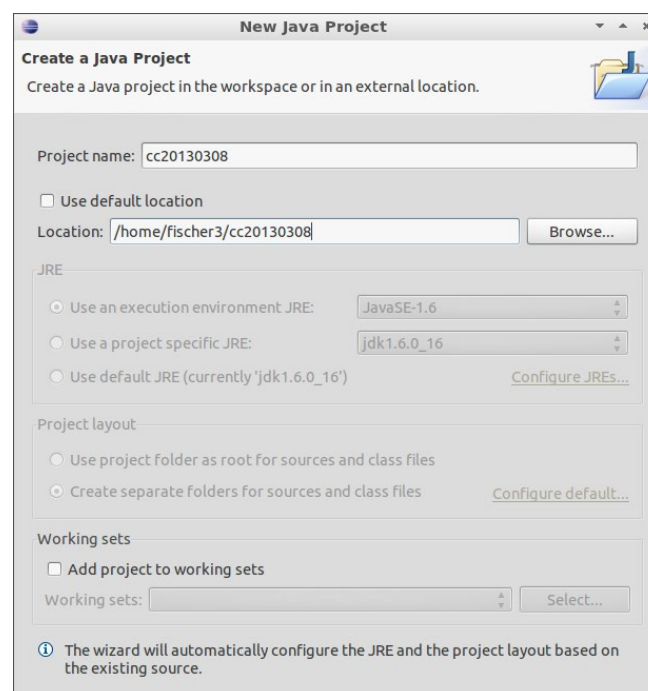 New Java Project
Create a Java Project
Create a Java project in the workspace or in an external location.
Project name: cc20130308
Use default location
Location: /home/fischer3/cc20130308 Browse...
JRE
Use an execution environment JRE: JavaSE-1.6
Use a project specific JRE: jdk1.6.0_16
Use default JRE (currently 'jdk1.6.0_16') Configure JREs...
Project layout
Use project folder as root for sources and class files
Create separate folders for sources and class files Configure default...
Working sets
Add project to working sets
Working sets: Select...
The wizard will automatically configure the JRE and the project layout based on
the existing source.